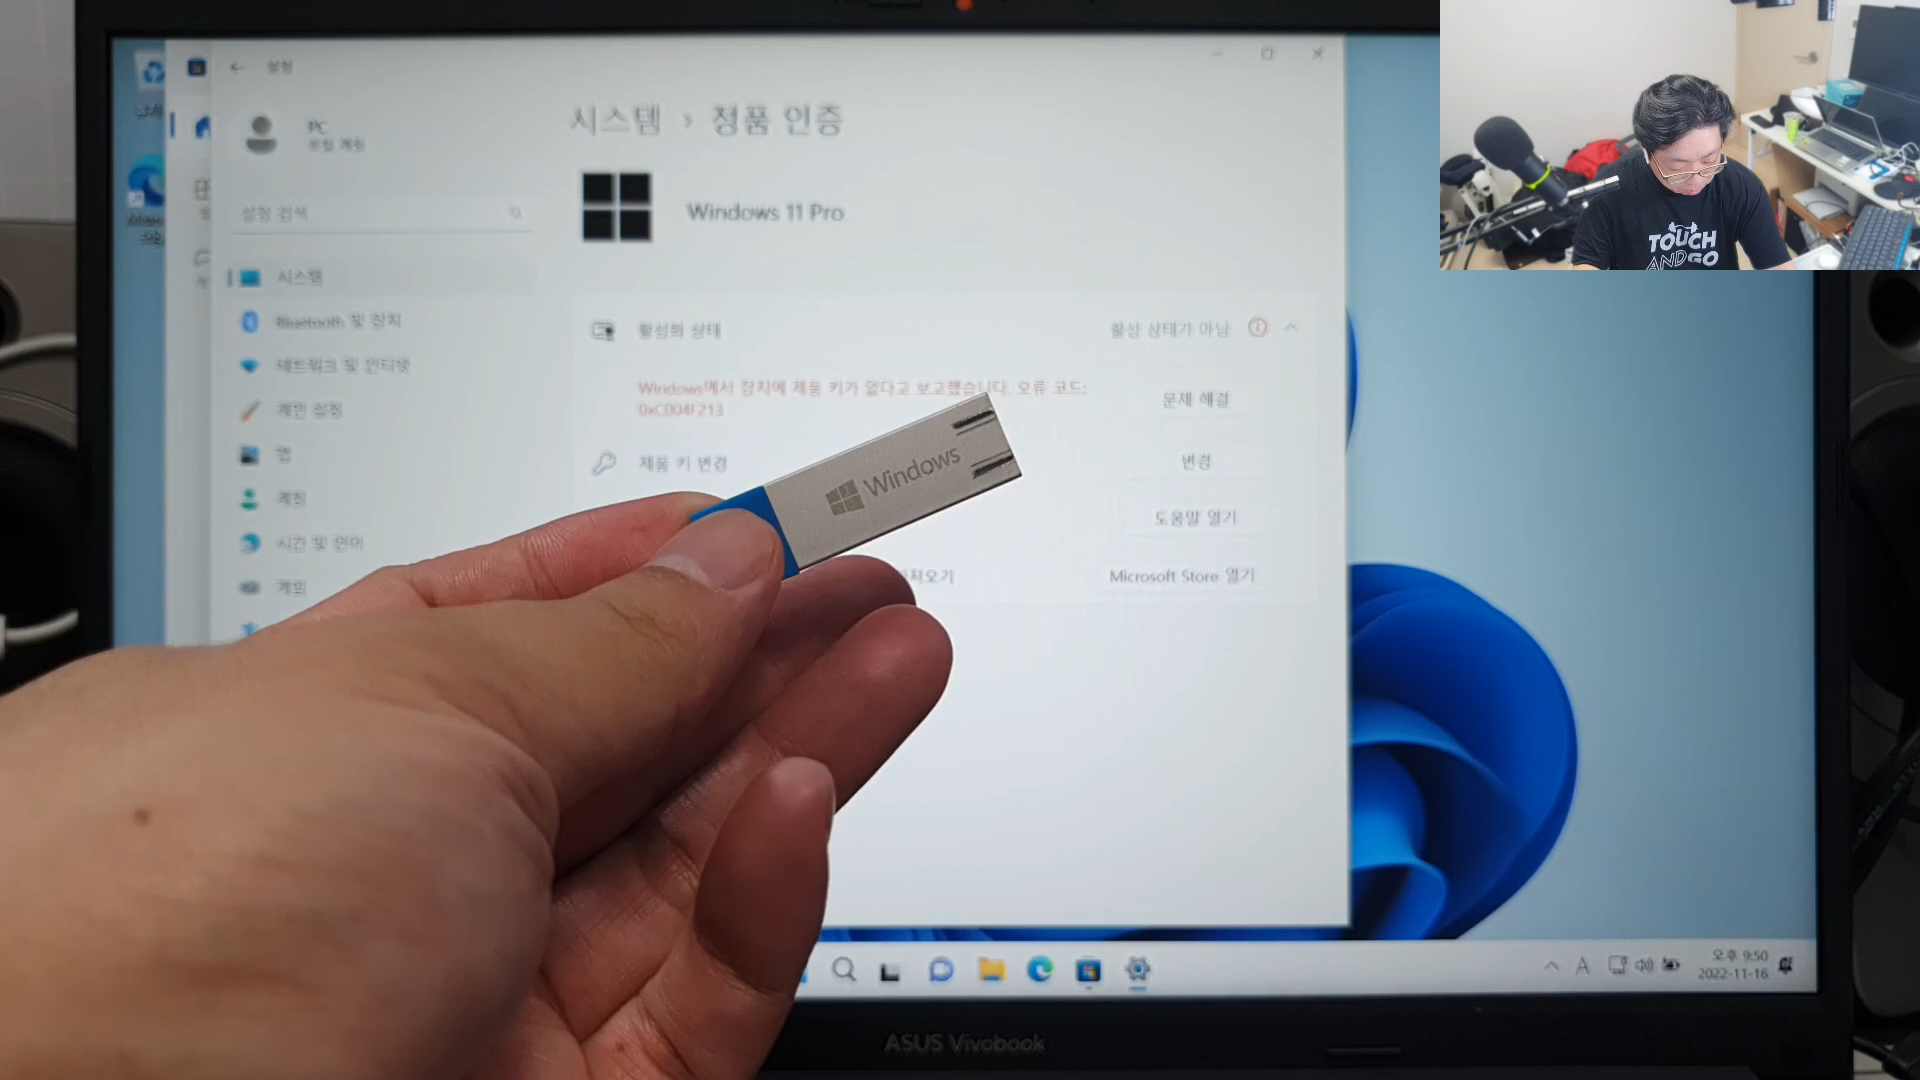 설정
시스템 › 정품 인증
PC
로컬 계정
Windows 11 Pro
설정 검색
시스템
Bluetooth 및 장치
네트워크 및 인터넷
개인 설정
앱
계정
시간 및 언어
게임
활성화 상태
활성 상태가 아님
Windows에서 장치에 제품 키가 없다고 보고했습니다. 오류 코드:
0xC004F213
문제 해결
제품 키 변경
변경
도움말 열기
Microsoft Store 열기
Windows
TOUCH
ANDGO
A
오후 9:50
2022-11-16
ASUS Vivobook